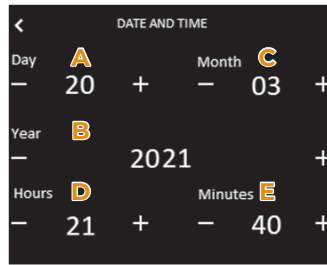 < DATE AND TIME
Day A Month C
− 20 + − 03 +
Year B
− 2021 +
Hours D Minutes E
− 21 + − 40 +